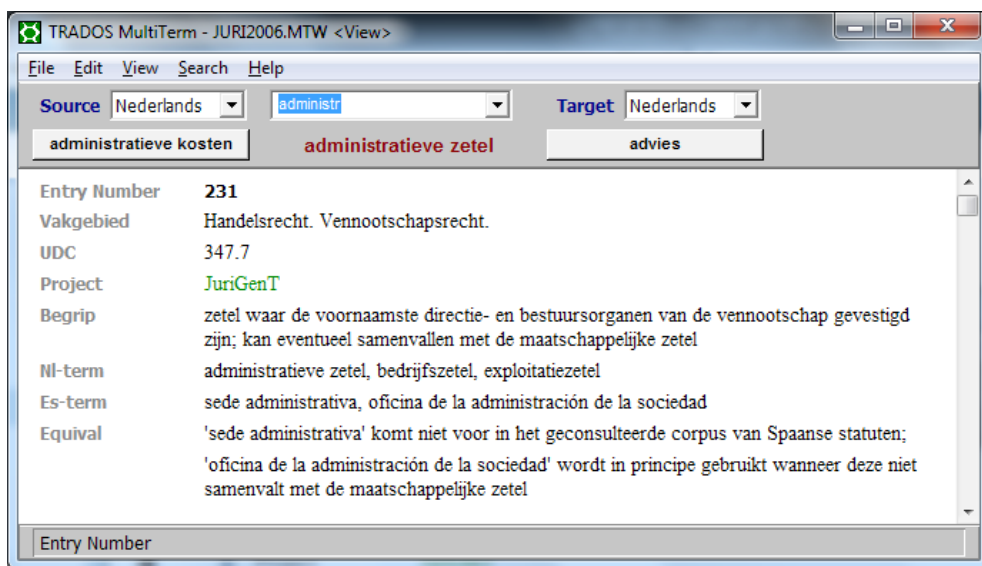 TRADOS MultiTerm - JURI2006.MTW <View>
File Edit View Search Help
Source Nederlands administr Target Nederlands
administratieve kosten administratieve zetel advies
Entry Number 231
Vakgebied Handelsrecht. Vennootschapsrecht.
UDC 347.7
Project JuriGenT
Begrip zetel waar de voornaamste directie- en bestuursorganen van de vennootschap gevestigd
zijn; kan eventueel samenvallen met de maatschappelijke zetel
Nl-term administratieve zetel, bedrijfszetel, exploitatiezetel
Es-term sede administrativa, oficina de la administración de la sociedad
Equival 'sede administrativa' komt niet voor in het geconsulteerde corpus van Spaanse statuten;
'oficina de la administración de la sociedad' wordt in principe gebruikt wanneer deze niet
samenvalt met de maatschappelijke zetel
Entry Number